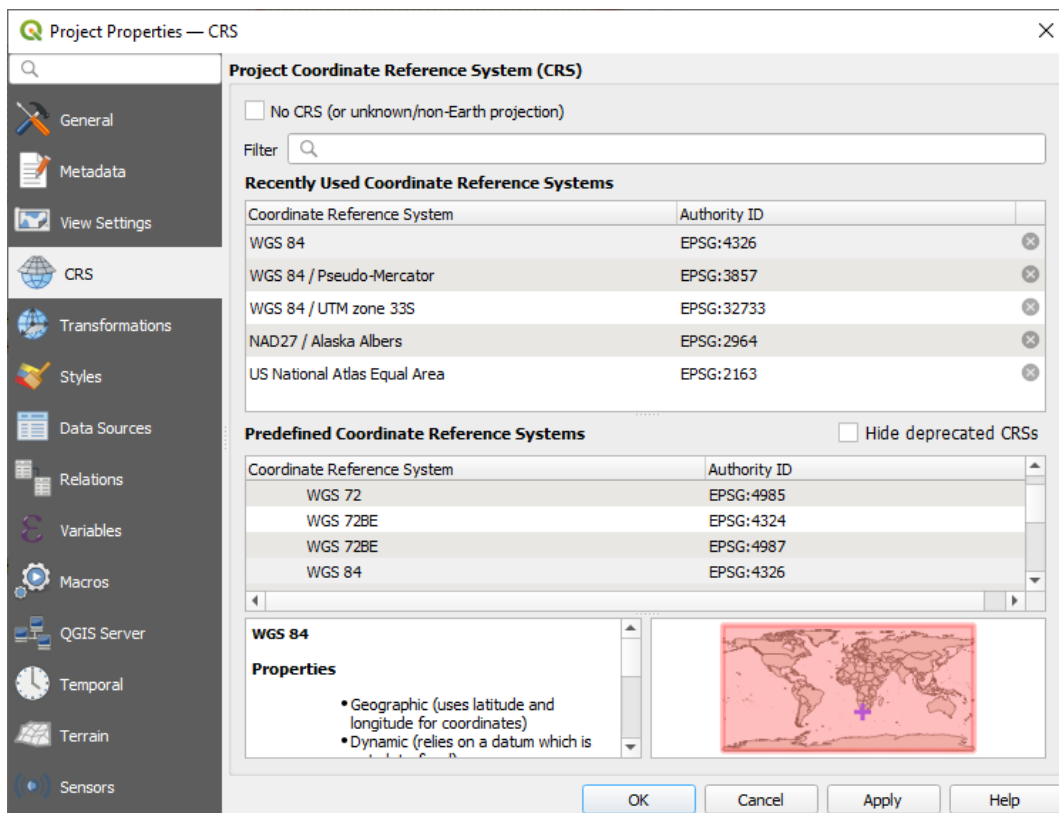 Project Properties — CRS
Project Coordinate Reference System (CRS)
No CRS (or unknown/non-Earth projection)
Filter
General
Metadata
View Settings
CRS
Transformations
Styles
Data Sources
Relations
Variables
Macros
QGIS Server
Temporal
Terrain
Sensors
Recently Used Coordinate Reference Systems
Coordinate Reference System Authority ID
WGS 84 EPSG:4326
WGS 84 / Pseudo-Mercator EPSG:3857
WGS 84 / UTM zone 33S EPSG:32733
NAD27 / Alaska Albers EPSG:2964
US National Atlas Equal Area EPSG:2163
Predefined Coordinate Reference Systems Hide deprecated CRSs
Coordinate Reference System Authority ID
WGS 72 EPSG:4985
WGS 72BE EPSG:4324
WGS 72BE EPSG:4987
WGS 84 EPSG:4326
WGS 84
Properties
• Geographic (uses latitude and
longitude for coordinates)
• Dynamic (relies on a datum which is
OK Cancel Apply Help